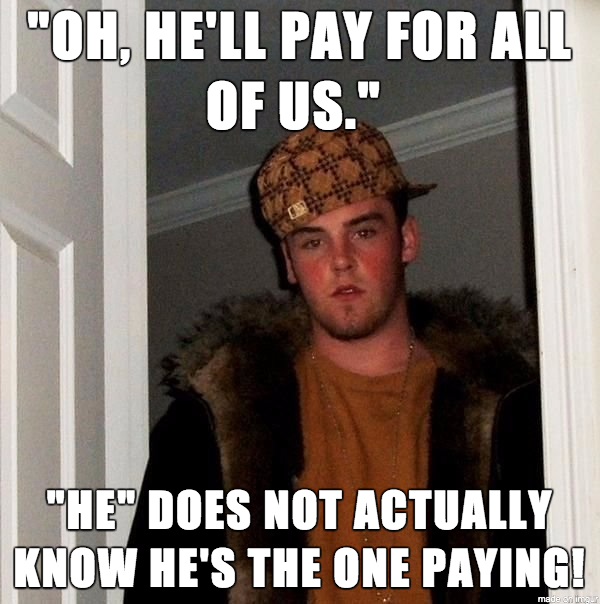 "OH, HE'LL PAY FOR ALL
OF US."
"HE" DOES NOT ACTUALLY
KNOW HE'S THE ONE PAYING!
made on imgur